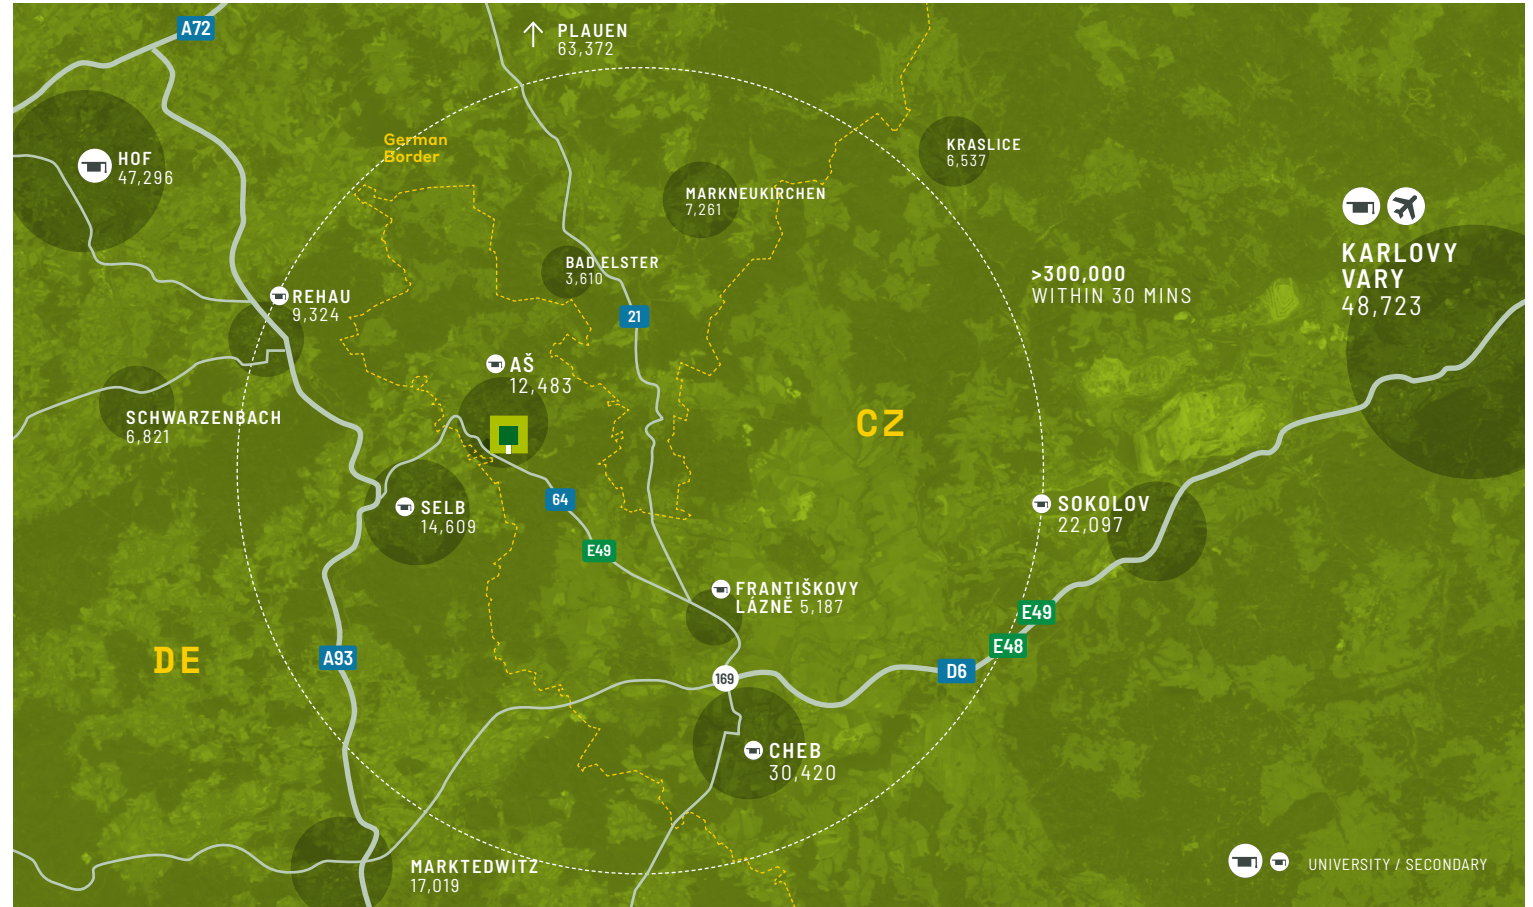 A72
PLAUEN
63,372
German
Border
HOF
47,296
KRASLICE
6,537
MARKNEUKIRCHEN
7,261
BAD ELSTER
3,610
KARLOVY
VARY
48,723
>300,000
WITHIN 30 MINS
REHAU
9,324
21
AŠ
12,483
SCHWARZENBACH
6,821
CZ
SELB
14,609
64
SOKOLOV
22,097
E49
FRANTIŠKOVY
LÁZNĚ 5,187
E49
E48
DE
A93
D6
169
CHEB
30,420
MARKTEDWITZ
17,019
UNIVERSITY / SECONDARY